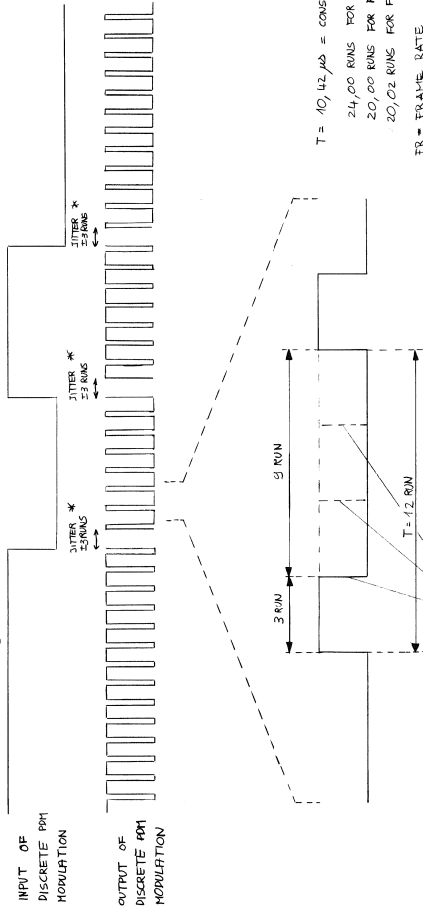 INPUT OF
DISCRETE PDM
MODULATION
OUTPUT OF
DISCRETE PDM
MODULATION
JITTER *
±3RUNS
JITTER *
±3 RUNS
JITTER *
±3 RUNS
3 RUN
9 RUN
T = 12 RUN
T = 10,42 µs = CONS
24,00 RUNS FOR
20,00 RUNS FOR
20,02 RUNS FOR F
FR = FRAME RATE